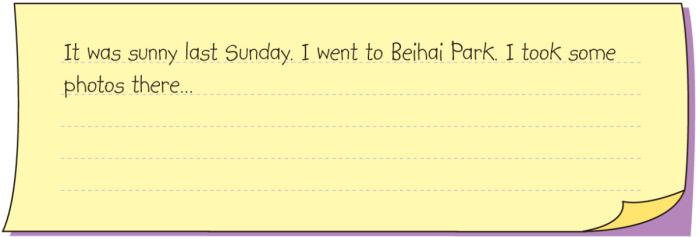 It was sunny last Sunday. I went to Beihai Park. I took some
photos there...